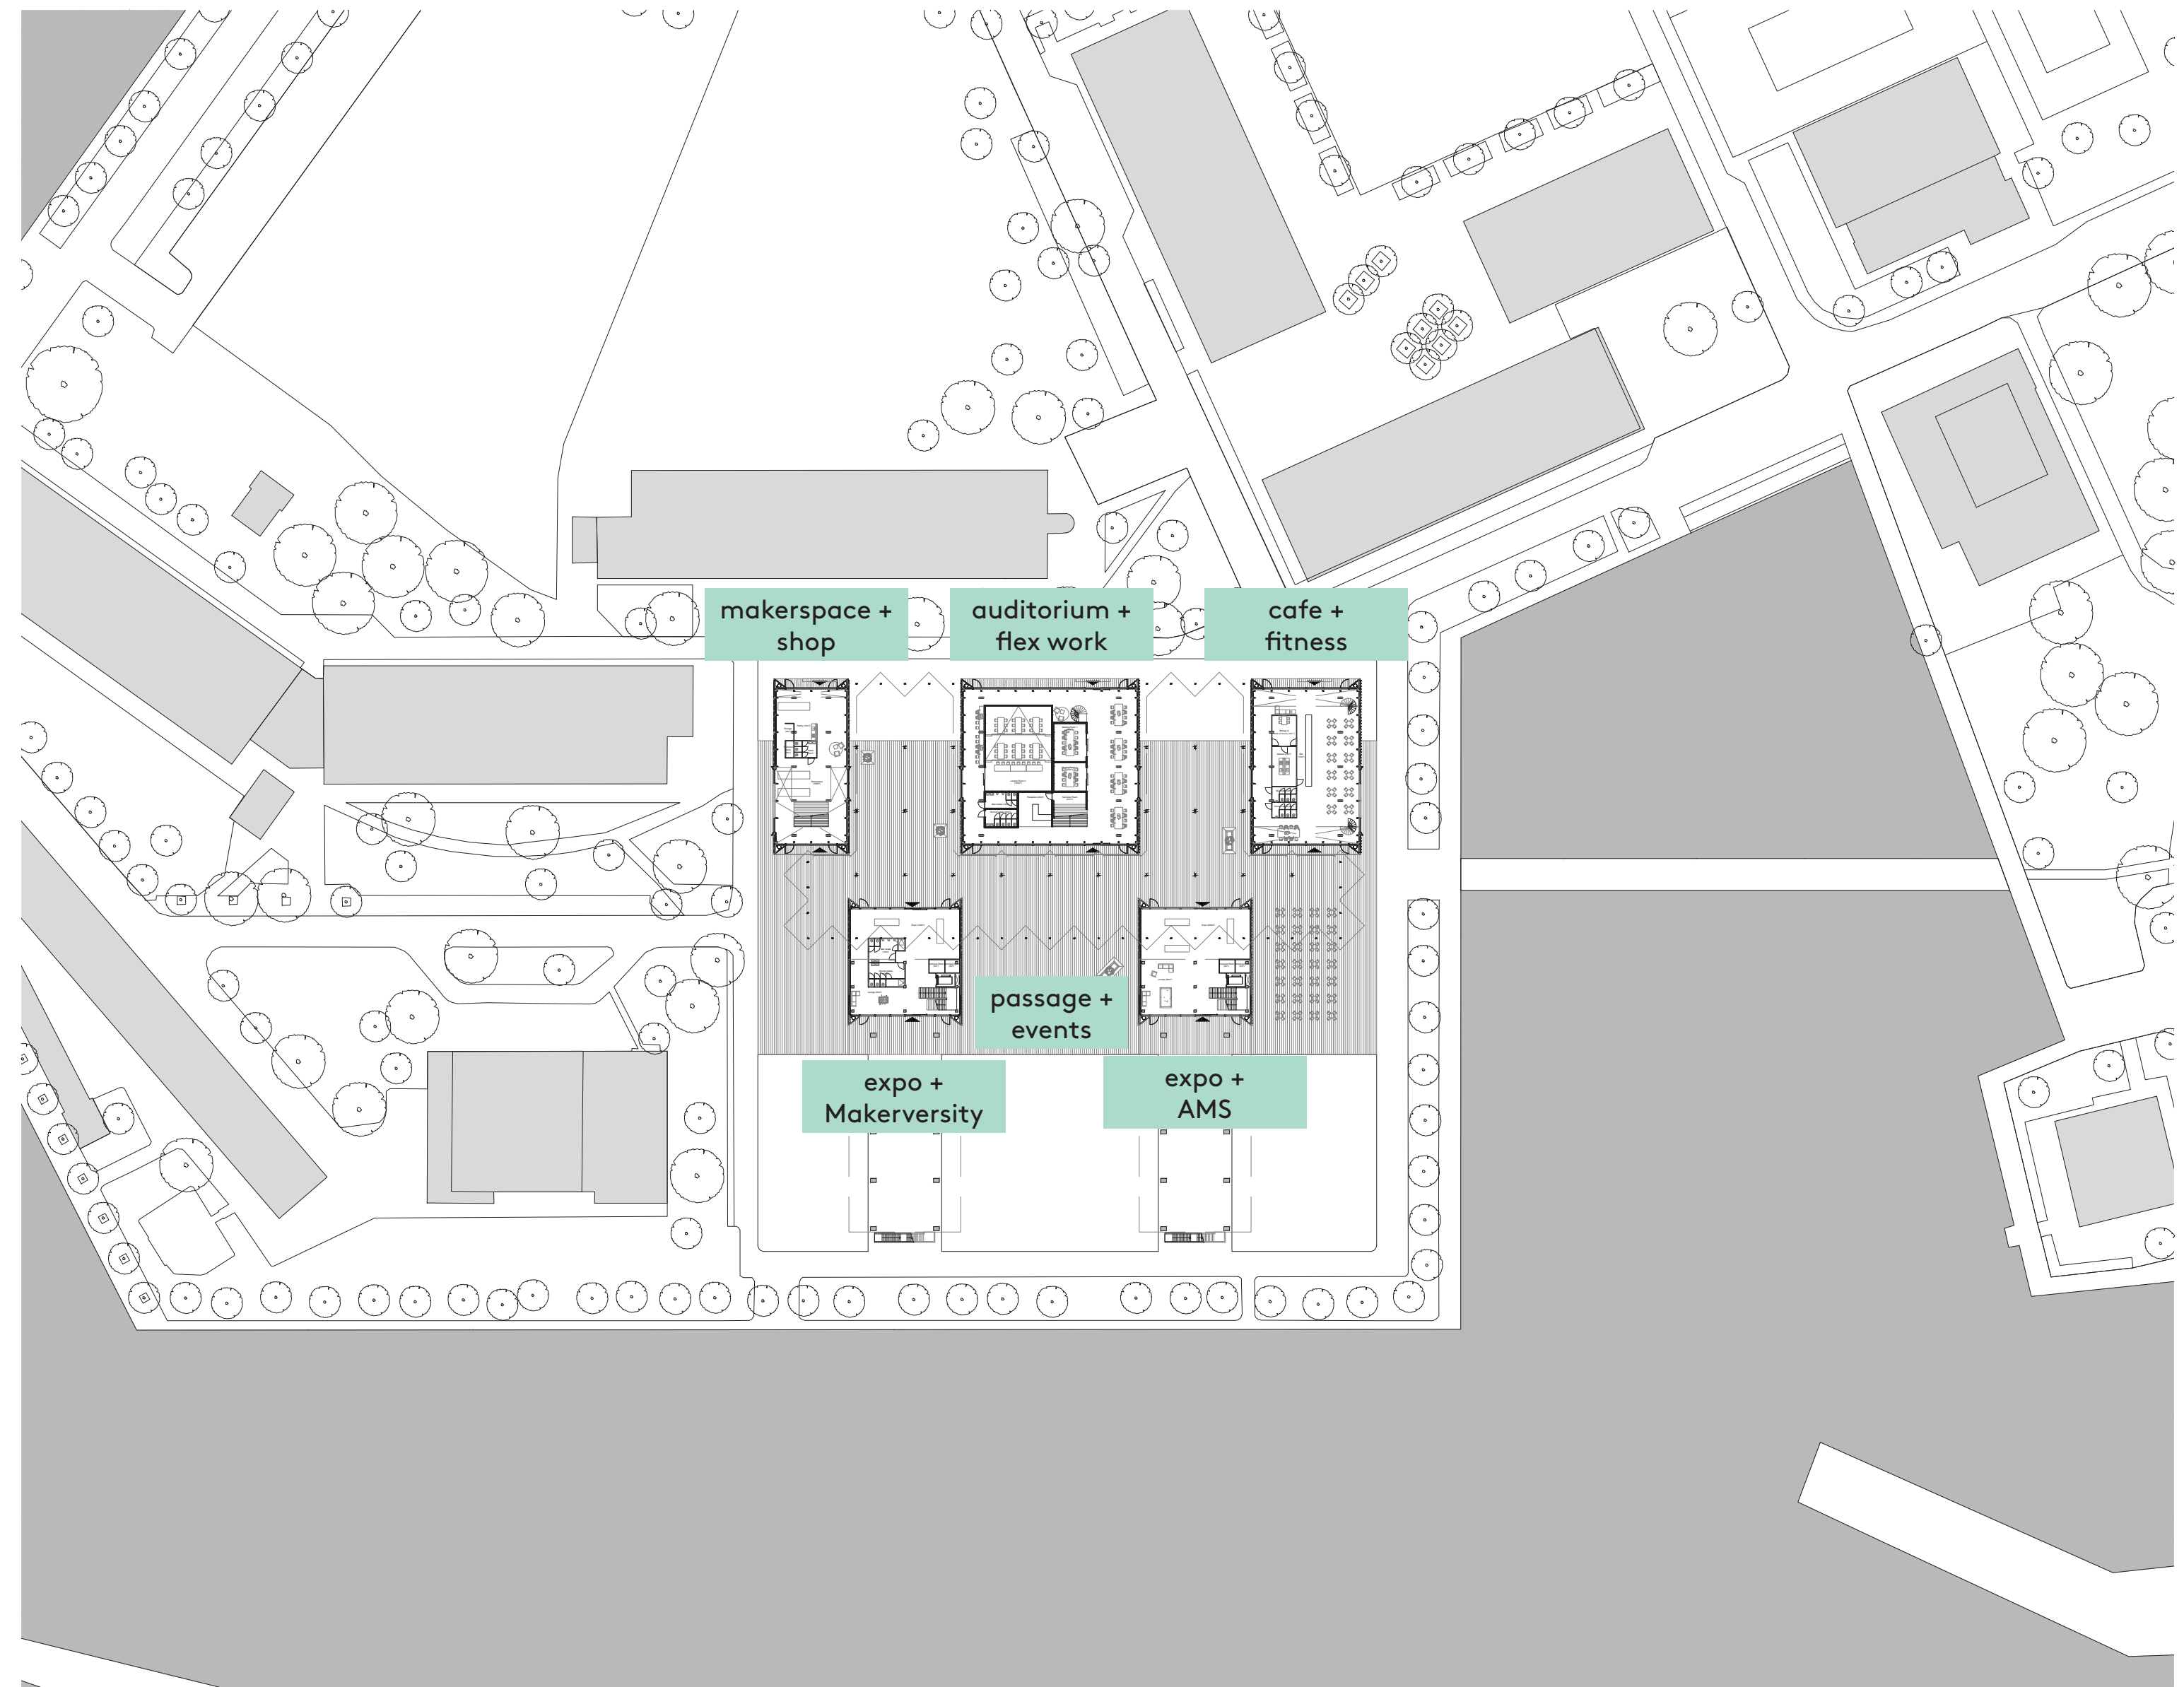 makerspace +
shop
auditorium +
flex work
cafe +
fitness
passage +
events
expo +
Makerversity
expo +
AMS